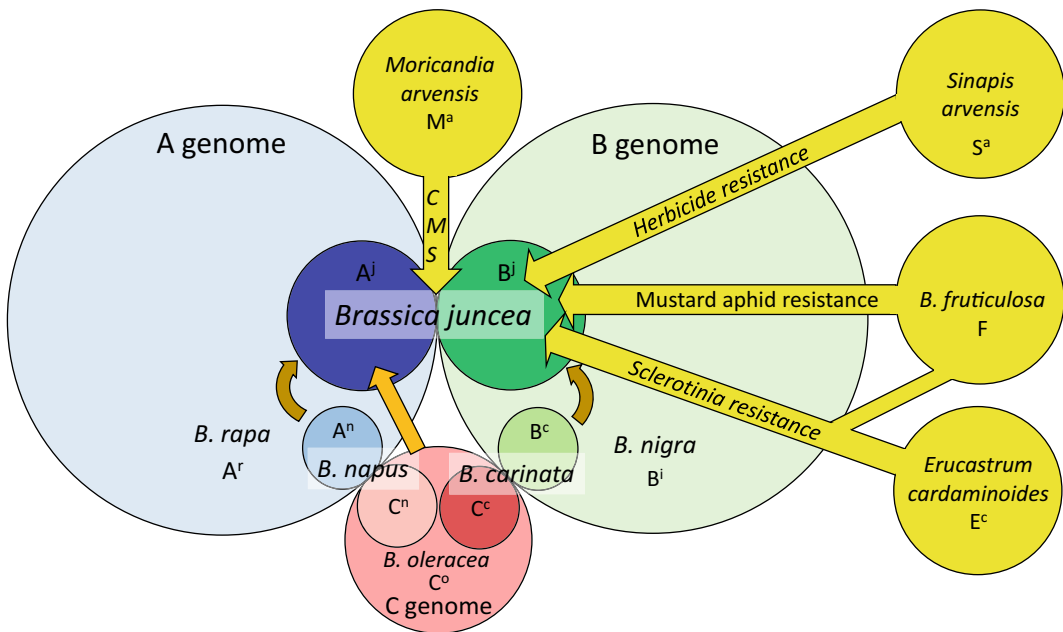 Moricandia
arvensis
Mᵃ
Sinapis
arvensis
Sᵃ
A genome
B genome
C
M
S
Herbicide resistance
Aʲ
Bʲ
Brassica juncea
Mustard aphid resistance
B. fruticulosa
F
Sclerotinia resistance
B. rapa
Aʳ
Aⁿ
B. napus
Bᶜ
B. carinata
B. nigra
Bⁱ
Erucastrum
cardaminoides
Eᶜ
Cⁿ
Cᶜ
B. oleracea
Cᵒ
C genome